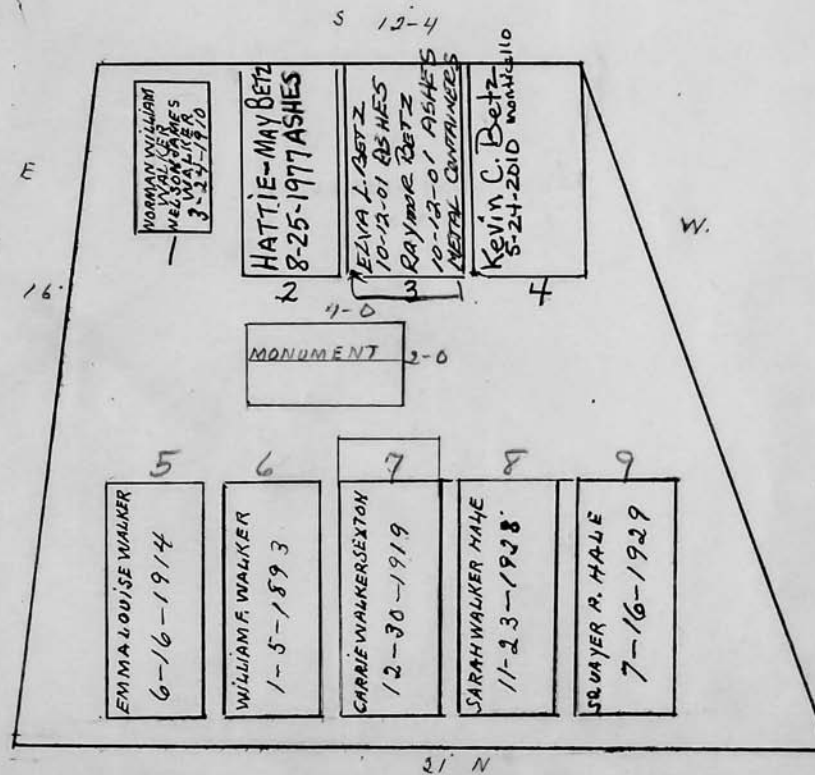 S 12-4
E
W.
16
NORMAN WILLIAM
WALKER
NELSON JAMES
WALKER
3-24-1910
1
HATTIE-MAY BETZ
8-25-1977 ASHES
2
ELVA L. BETZ
10-12-01 ASHES
RAYMOR BETZ
10-12-01 ASHES
METAL CONTAINERS
3
Kevin C. Betz
5-24-2010 monticello
4
4-0
MONUMENT
2-0
5
EMMA LOUISE WALKER
6-16-1914
6
WILLIAM F. WALKER
1-5-1893
7
CARRIE WALKER SEXTON
12-30-1919
8
SARAH WALKER HALE
11-23-1928
9
SQUAYER A. HALE
7-16-1929
21 N